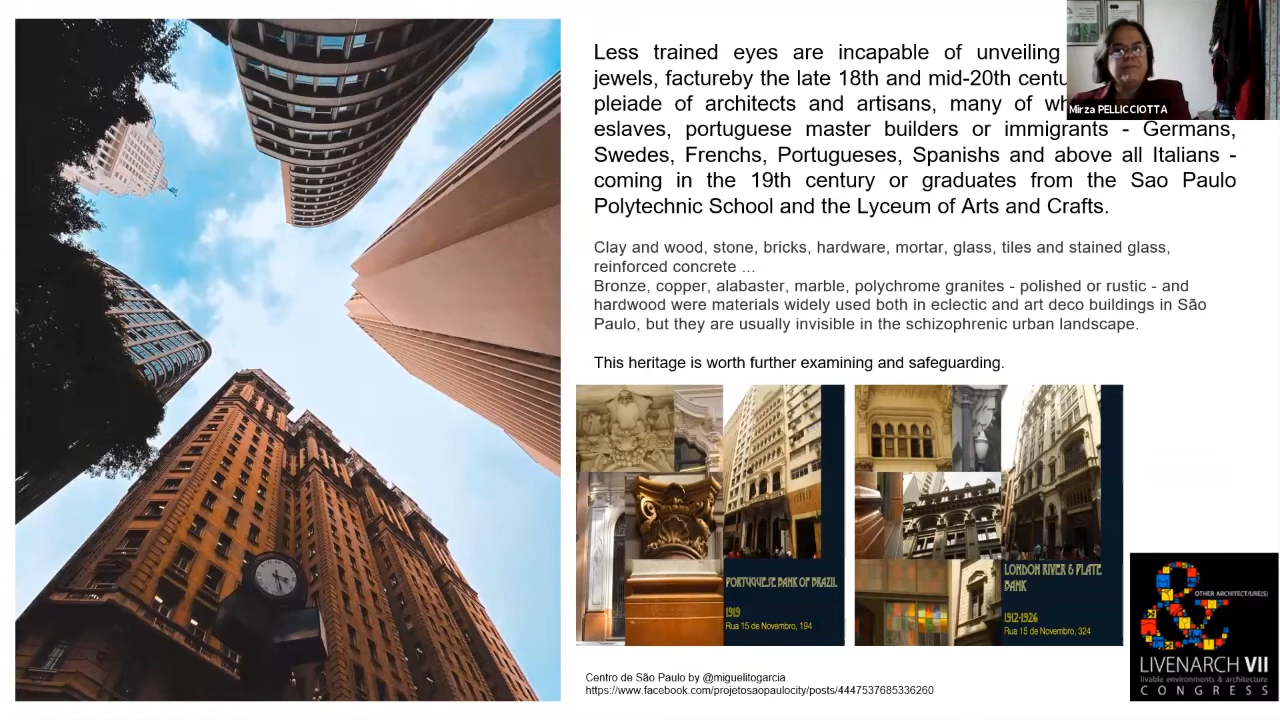 Less trained eyes are incapable of unveiling
jewels, factureby the late 18th and mid-20th centu
pleiade of architects and artisans, many of wh
eslaves, portuguese master builders or immigrants - Germans,
Swedes, Frenchs, Portugueses, Spanishs and above all Italians -
coming in the 19th century or graduates from the Sao Paulo
Polytechnic School and the Lyceum of Arts and Crafts.
Mirza PELLICCIOTTA
Clay and wood, stone, bricks, hardware, mortar, glass, tiles and stained glass,
reinforced concrete ...
Bronze, copper, alabaster, marble, polychrome granites - polished or rustic - and
hardwood were materials widely used both in eclectic and art deco buildings in São
Paulo, but they are usually invisible in the schizophrenic urban landscape.
This heritage is worth further examining and safeguarding.
PORTUGUESE BANK OF BRAZIL
1919
Rua 15 de Novembro, 194
LONDON RIVER & PLATE
BANK
1912-1926
Rua 15 de Novembro, 324
Centro de São Paulo by @miguelitogarcia.
https://www.facebook.com/projetosaopaulocity/posts/4447537685336260
&
OTHER ARCHITECT/URE(S)
LIVENARCH VII
livable environments & architecture
CONGRESS